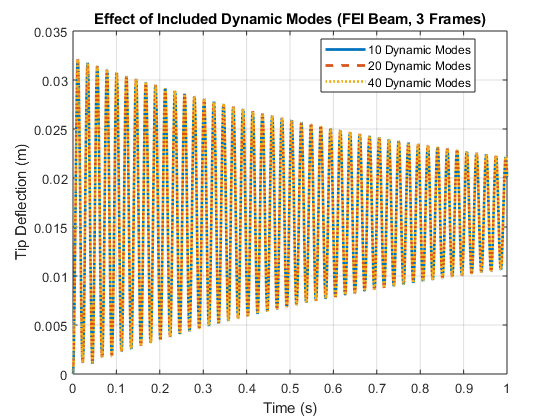 Effect of Included Dynamic Modes (FEI Beam, 3 Frames)
10 Dynamic Modes
20 Dynamic Modes
40 Dynamic Modes
Tip Deflection (m)
0.035
0.03
0.025
0.02
0.015
0.01
0.005
0
0 0.1 0.2 0.3 0.4 0.5 0.6 0.7 0.8 0.9 1
Time (s)